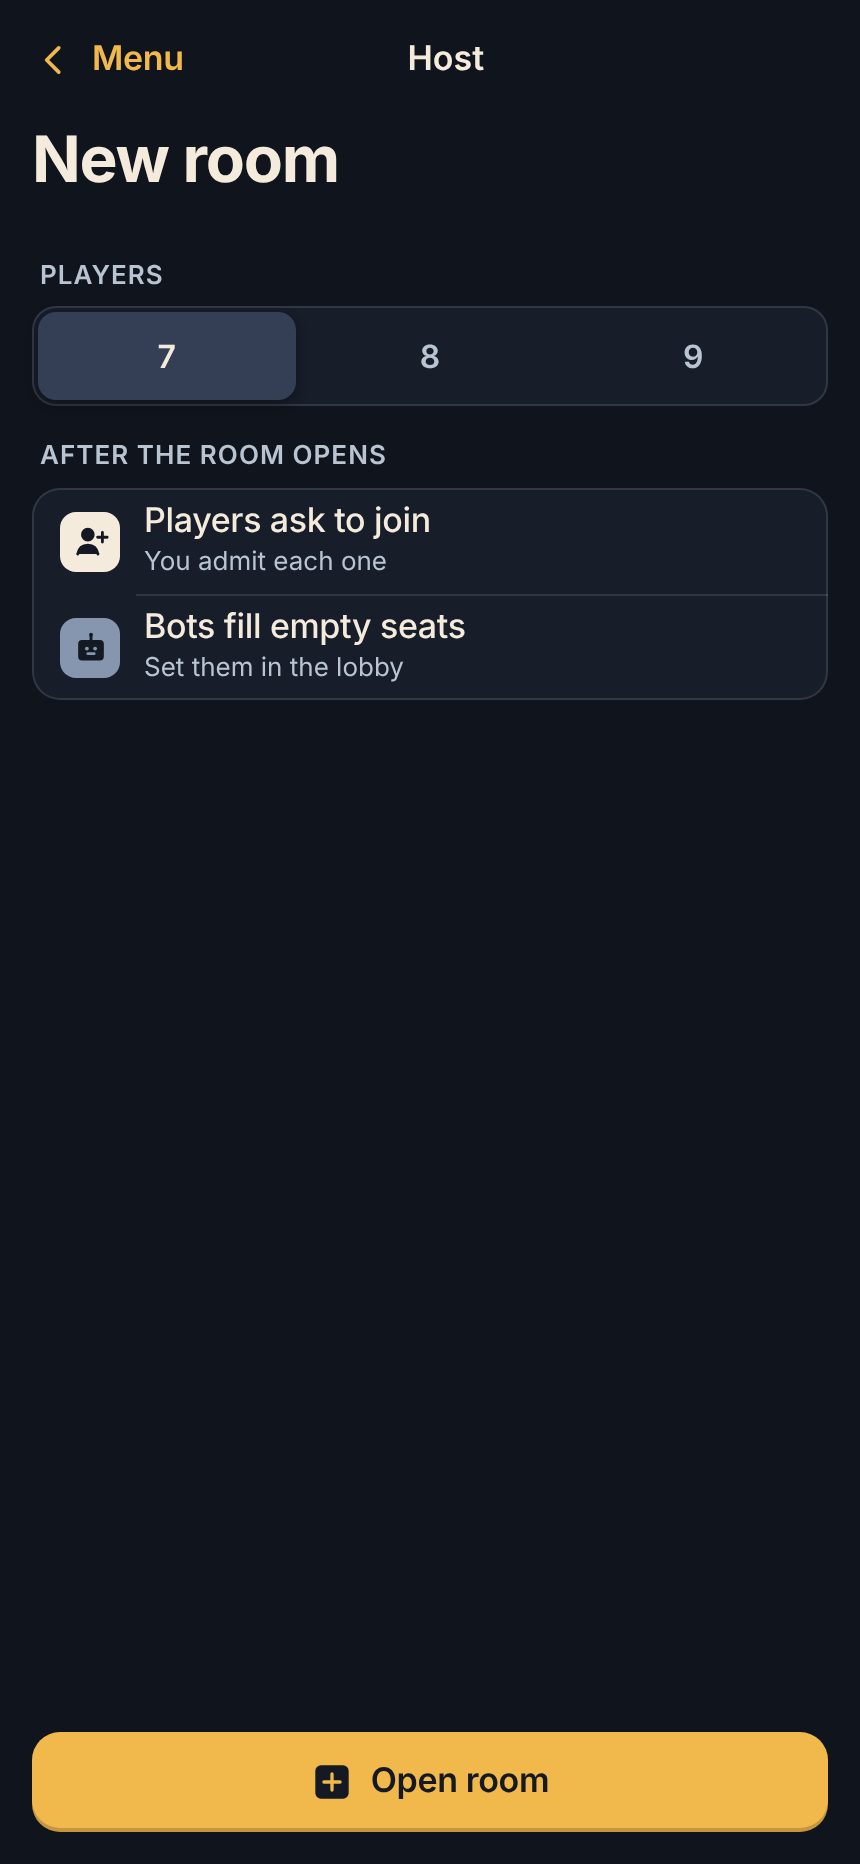 Menu
Host
New room
PLAYERS
7 8 9
AFTER THE ROOM OPENS
Players ask to join
You admit each one
Bots fill empty seats
Set them in the lobby
Open room